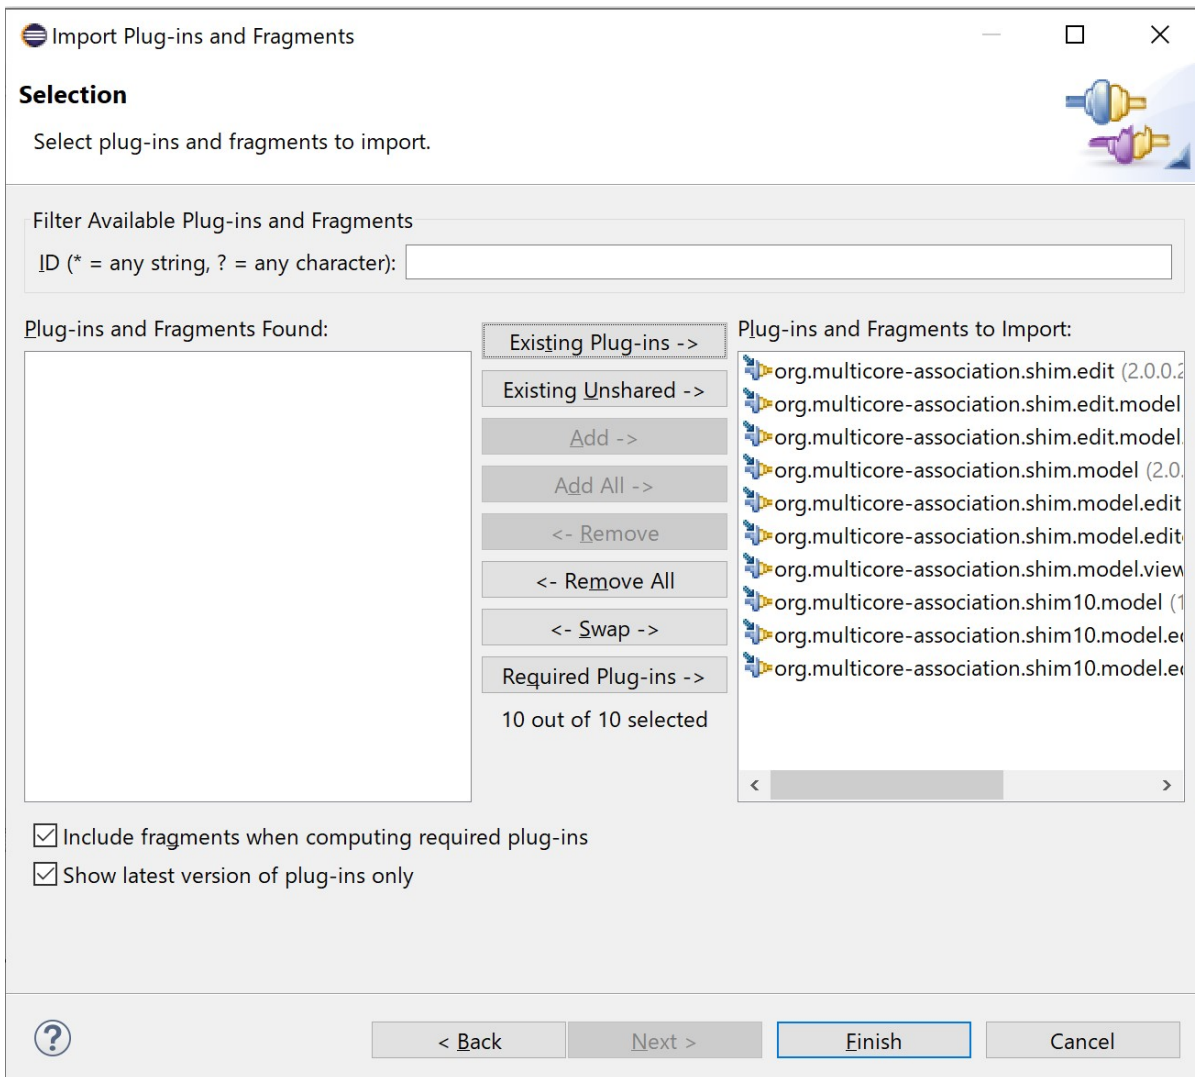 Import Plug-ins and Fragments
Selection
Select plug-ins and fragments to import.
Filter Available Plug-ins and Fragments
ID (* = any string, ? = any character):
Plug-ins and Fragments Found:
Existing Plug-ins ->
Existing Unshared ->
Add ->
Add All ->
<- Remove
<- Remove All
<- Swap ->
Required Plug-ins ->
10 out of 10 selected
Plug-ins and Fragments to Import:
org.multicore-association.shim.edit (2.0.0.2
org.multicore-association.shim.edit.model
org.multicore-association.shim.edit.model.
org.multicore-association.shim.model (2.0.
org.multicore-association.shim.model.edit
org.multicore-association.shim.model.edit
org.multicore-association.shim.model.view
org.multicore-association.shim10.model (1
org.multicore-association.shim10.model.e
org.multicore-association.shim10.model.e
Include fragments when computing required plug-ins
Show latest version of plug-ins only
?
< Back
Next >
Finish
Cancel